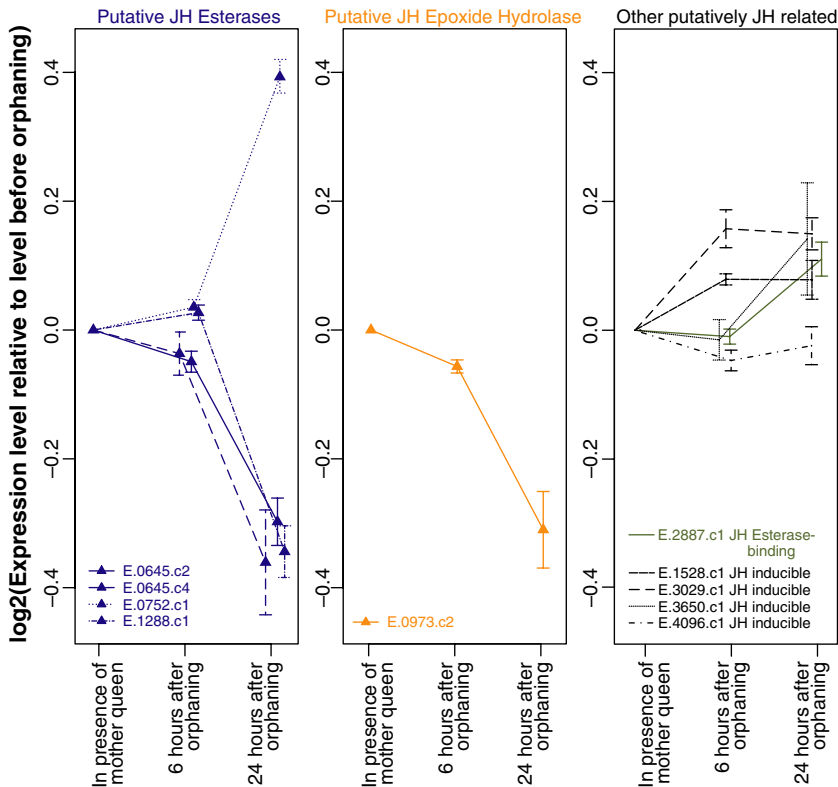 Putative JH Esterases
Putative JH Epoxide Hydrolase
Other putatively JH related
log2(Expression level relative to level before orphaning)
0.4
0.2
0.0
−0.2
−0.4
E.0645.c2
E.0645.c4
E.0752.c1
E.1288.c1
In presence of
mother queen
6 hours after
orphaning
24 hours after
orphaning
0.4
0.2
0.0
−0.2
−0.4
E.0973.c2
In presence of
mother queen
6 hours after
orphaning
24 hours after
orphaning
0.4
0.2
0.0
−0.2
−0.4
E.2887.c1 JH Esterase-
binding
E.1528.c1 JH inducible
E.3029.c1 JH inducible
E.3650.c1 JH inducible
E.4096.c1 JH inducible
In presence of
mother queen
6 hours after
orphaning
24 hours after
orphaning